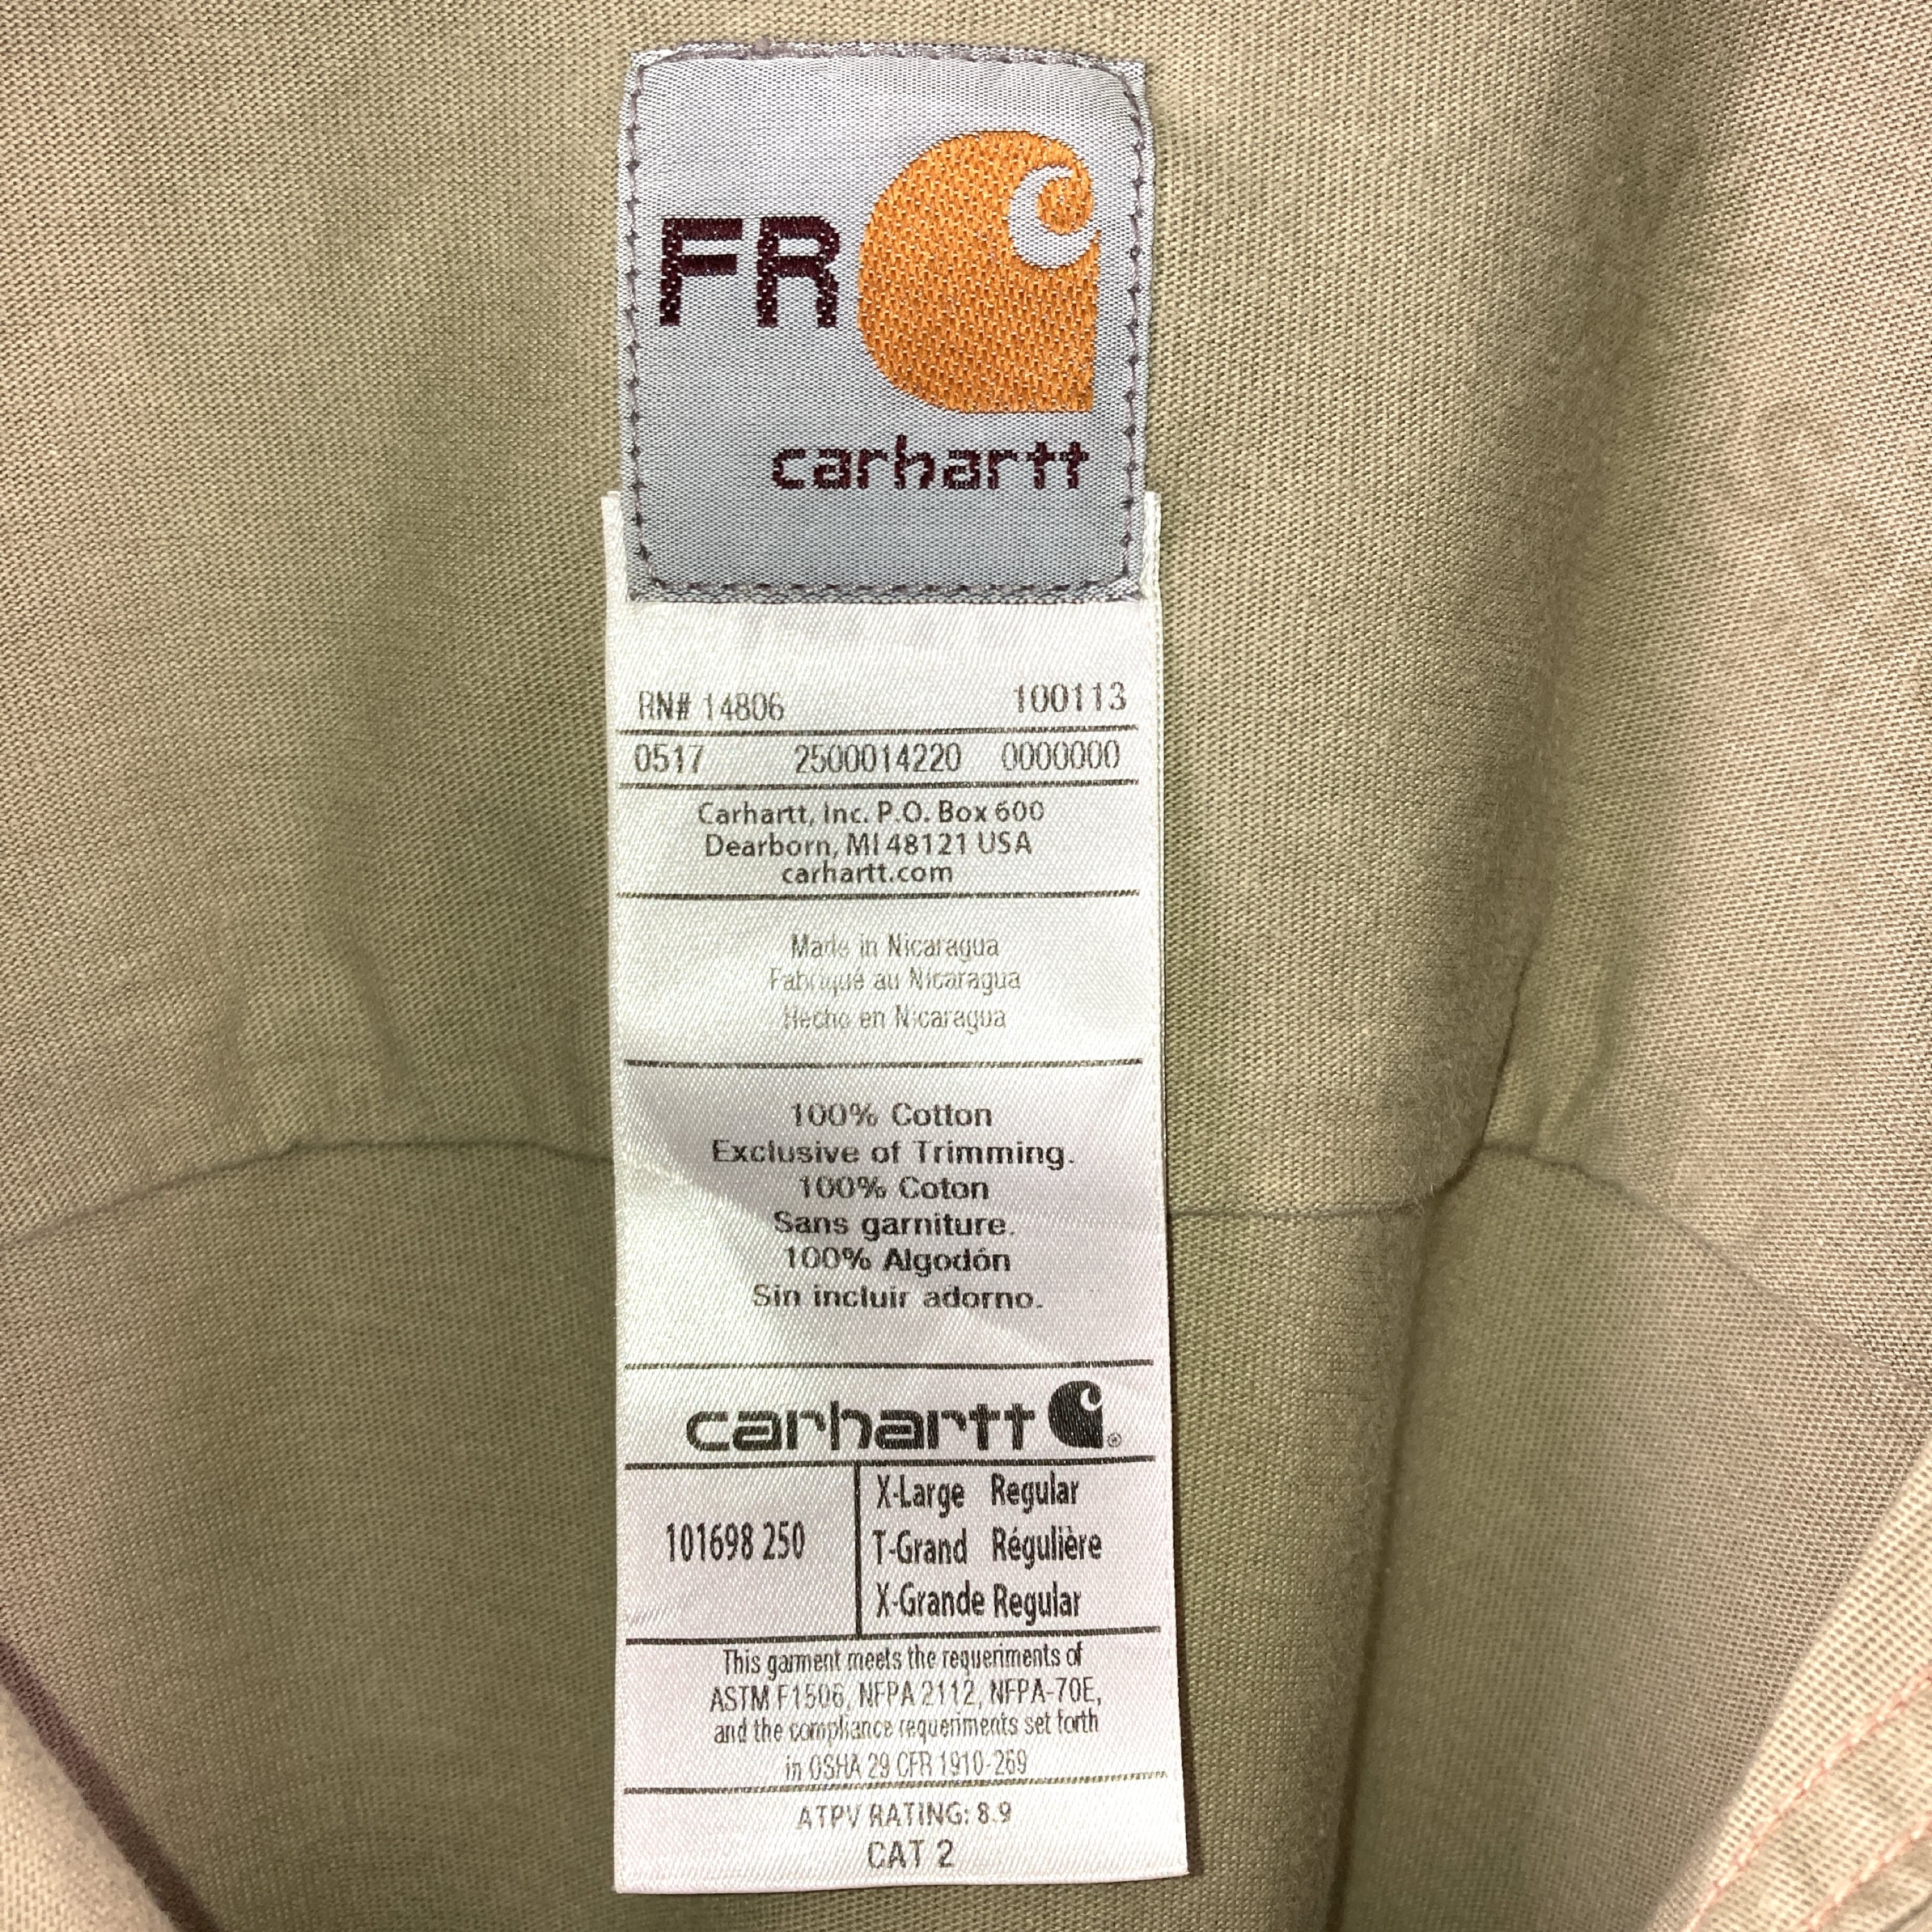 FR
carhartt
RN# 14806 100113
0517 2500014220 0000000
Carhartt, Inc. P.O. Box 600
Dearborn, MI 48121 USA
carhartt.com
Made in Nicaragua
Fabriqué au Nicaragua
Hecho en Nicaragua
100% Cotton
Exclusive of Trimming.
100% Coton
Sans garniture.
100% Algodón
Sin incluir adorno.
carhartt ®
101698 250
X-Large Regular
T-Grand Régulière
X-Grande Regular
This garment meets the requeriments of
ASTM F1506, NFPA 2112, NFPA-70E,
and the compliance requeriments set forth
in OSHA 29 CFR 1910-269
ATPV RATING: 8.9
CAT 2